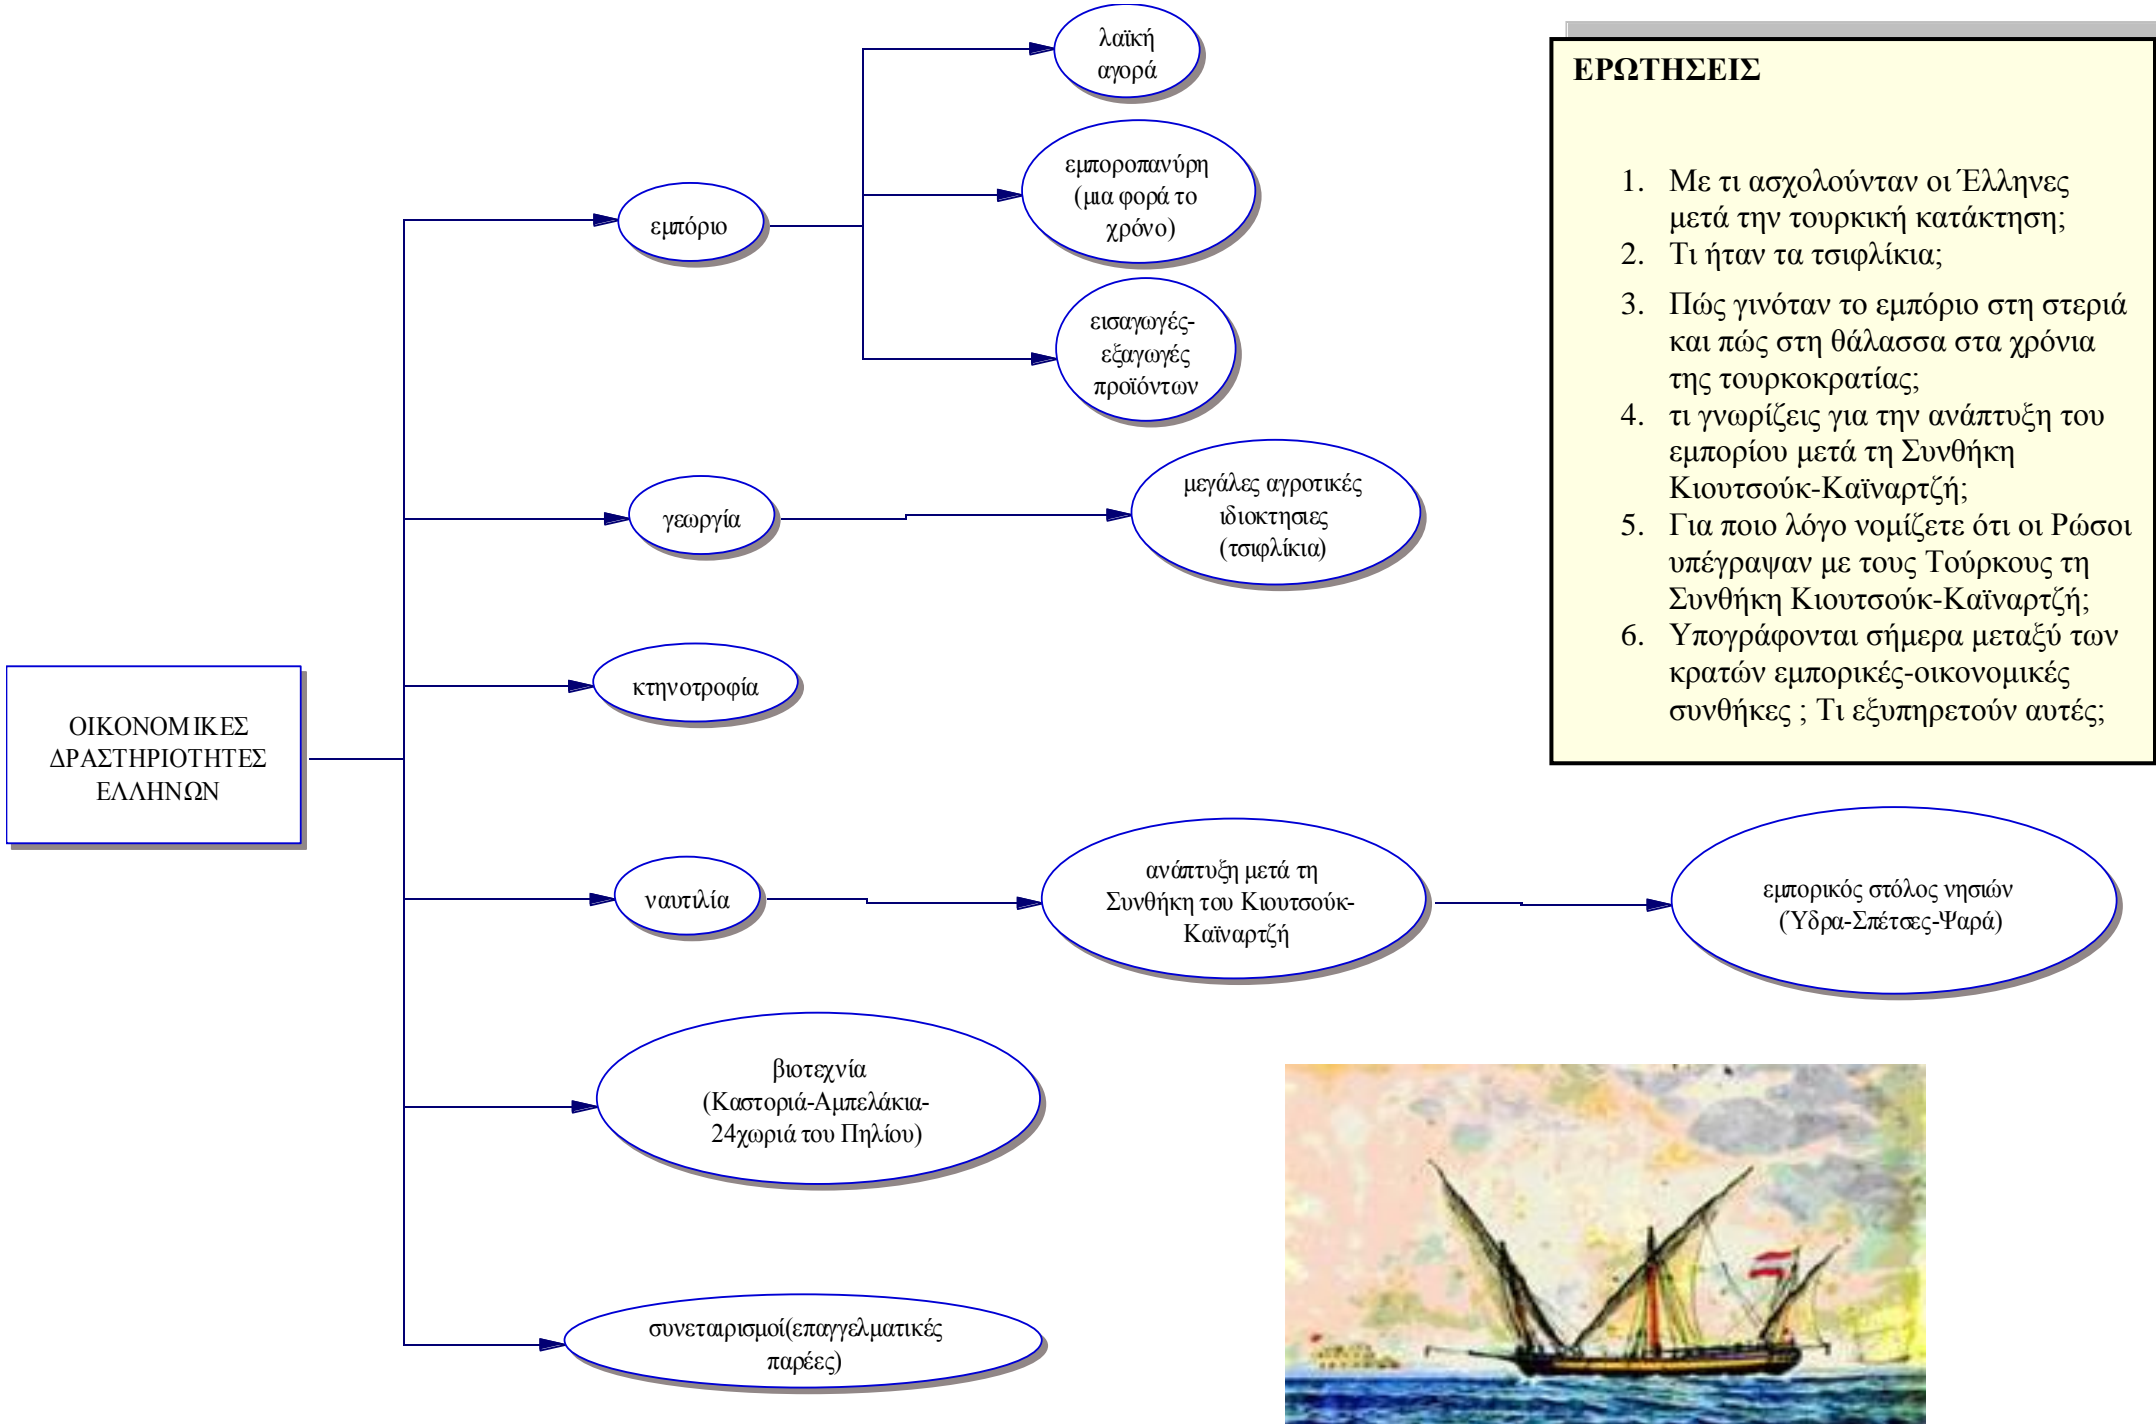 λαϊκή
αγορά
εμποροπανύρη
(μια φορά το
χρόνο)
εμπόριο
εισαγωγές-
εξαγωγές
προϊόντων
γεωργία
μεγάλες αγροτικές
ιδιοκτησιες
(τσιφλίκια)
κτηνοτροφία
ΟΙΚΟΝΟΜΙΚΕΣ
ΔΡΑΣΤΗΡΙΟΤΗΤΕΣ
ΕΛΛΗΝΩΝ
ναυτιλία
ανάπτυξη μετά τη
Συνθήκη του Κιουτσούκ-
Καϊναρτζή
εμπορικός στόλος νησιών
(Ύδρα-Σπέτσες-Ψαρά)
βιοτεχνία
(Καστοριά-Αμπελάκια-
24χωριά του Πηλίου)
συνεταιρισμοί(επαγγελματικές
παρέες)
ΕΡΩΤΗΣΕΙΣ
1. Με τι ασχολούνταν οι Έλληνες
μετά την τουρκική κατάκτηση;
2. Τι ήταν τα τσιφλίκια;
3. Πώς γινόταν το εμπόριο στη στεριά
και πώς στη θάλασσα στα χρόνια
της τουρκοκρατίας;
4. τι γνωρίζεις για την ανάπτυξη του
εμπορίου μετά τη Συνθήκη
Κιουτσούκ-Καϊναρτζή;
5. Για ποιο λόγο νομίζετε ότι οι Ρώσοι
υπέγραψαν με τους Τούρκους τη
Συνθήκη Κιουτσούκ-Καϊναρτζή;
6. Υπογράφονται σήμερα μεταξύ των
κρατών εμπορικές-οικονομικές
συνθήκες ; Τι εξυπηρετούν αυτές;